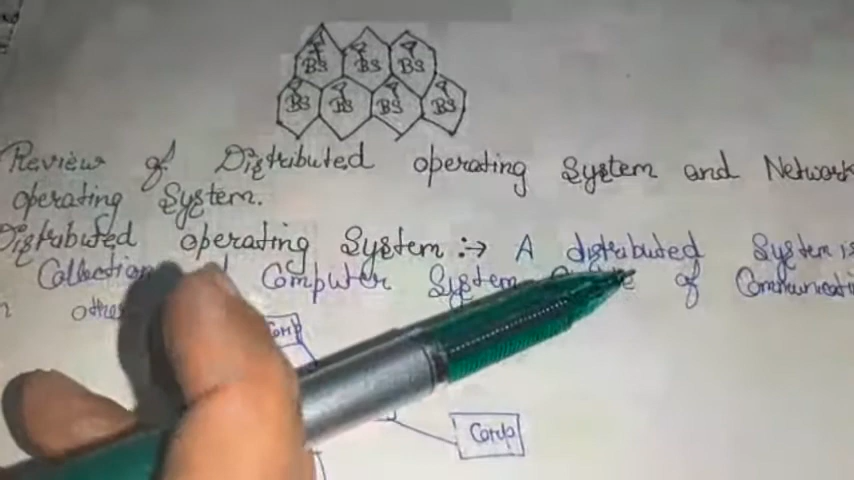 BS BS BS
BS BS BS BS
Review of Distributed operating System and Network
operating System.
Distributed operating System :→ A distributed System is
Collection Computer System of
Comp
Comp